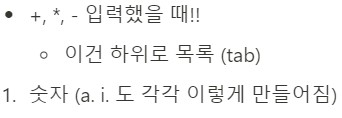 • +, *, - 입력했을 때!!
○ 이건 하위로 목록 (tab)
1. 숫자 (a. i. 도 각각 이렇게 만들어짐)